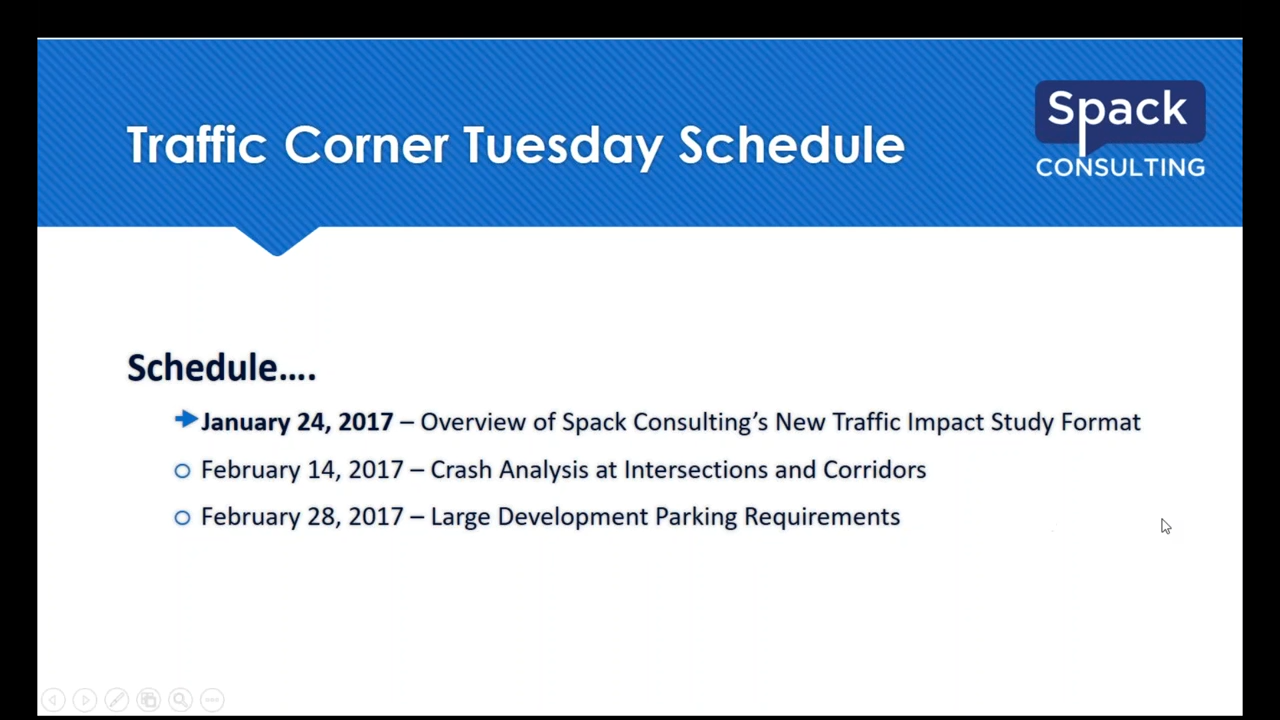 Traffic Corner Tuesday Schedule
Spack
CONSULTING
Schedule....
January 24, 2017 – Overview of Spack Consulting’s New Traffic Impact Study Format
February 14, 2017 – Crash Analysis at Intersections and Corridors
February 28, 2017 – Large Development Parking Requirements